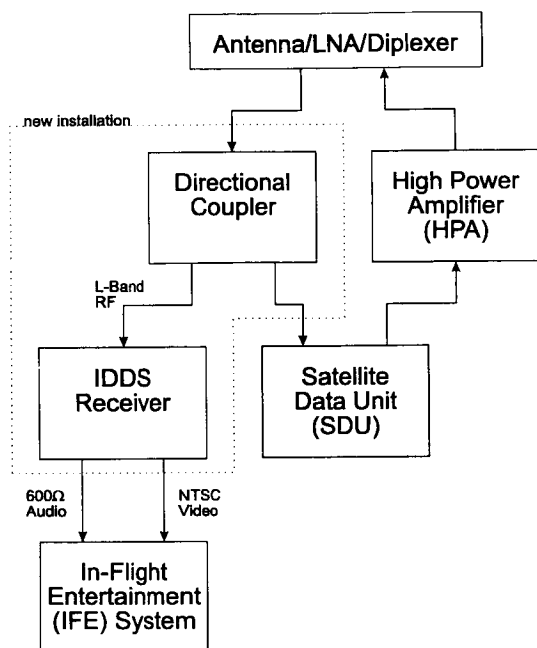 Antenna/LNA/Diplexer
new installation
Directional
Coupler
High Power
Amplifier
(HPA)
L-Band
RF
IDDS
Receiver
Satellite
Data Unit
(SDU)
600Ω
Audio
NTSC
Video
In-Flight
Entertainment
(IFE) System